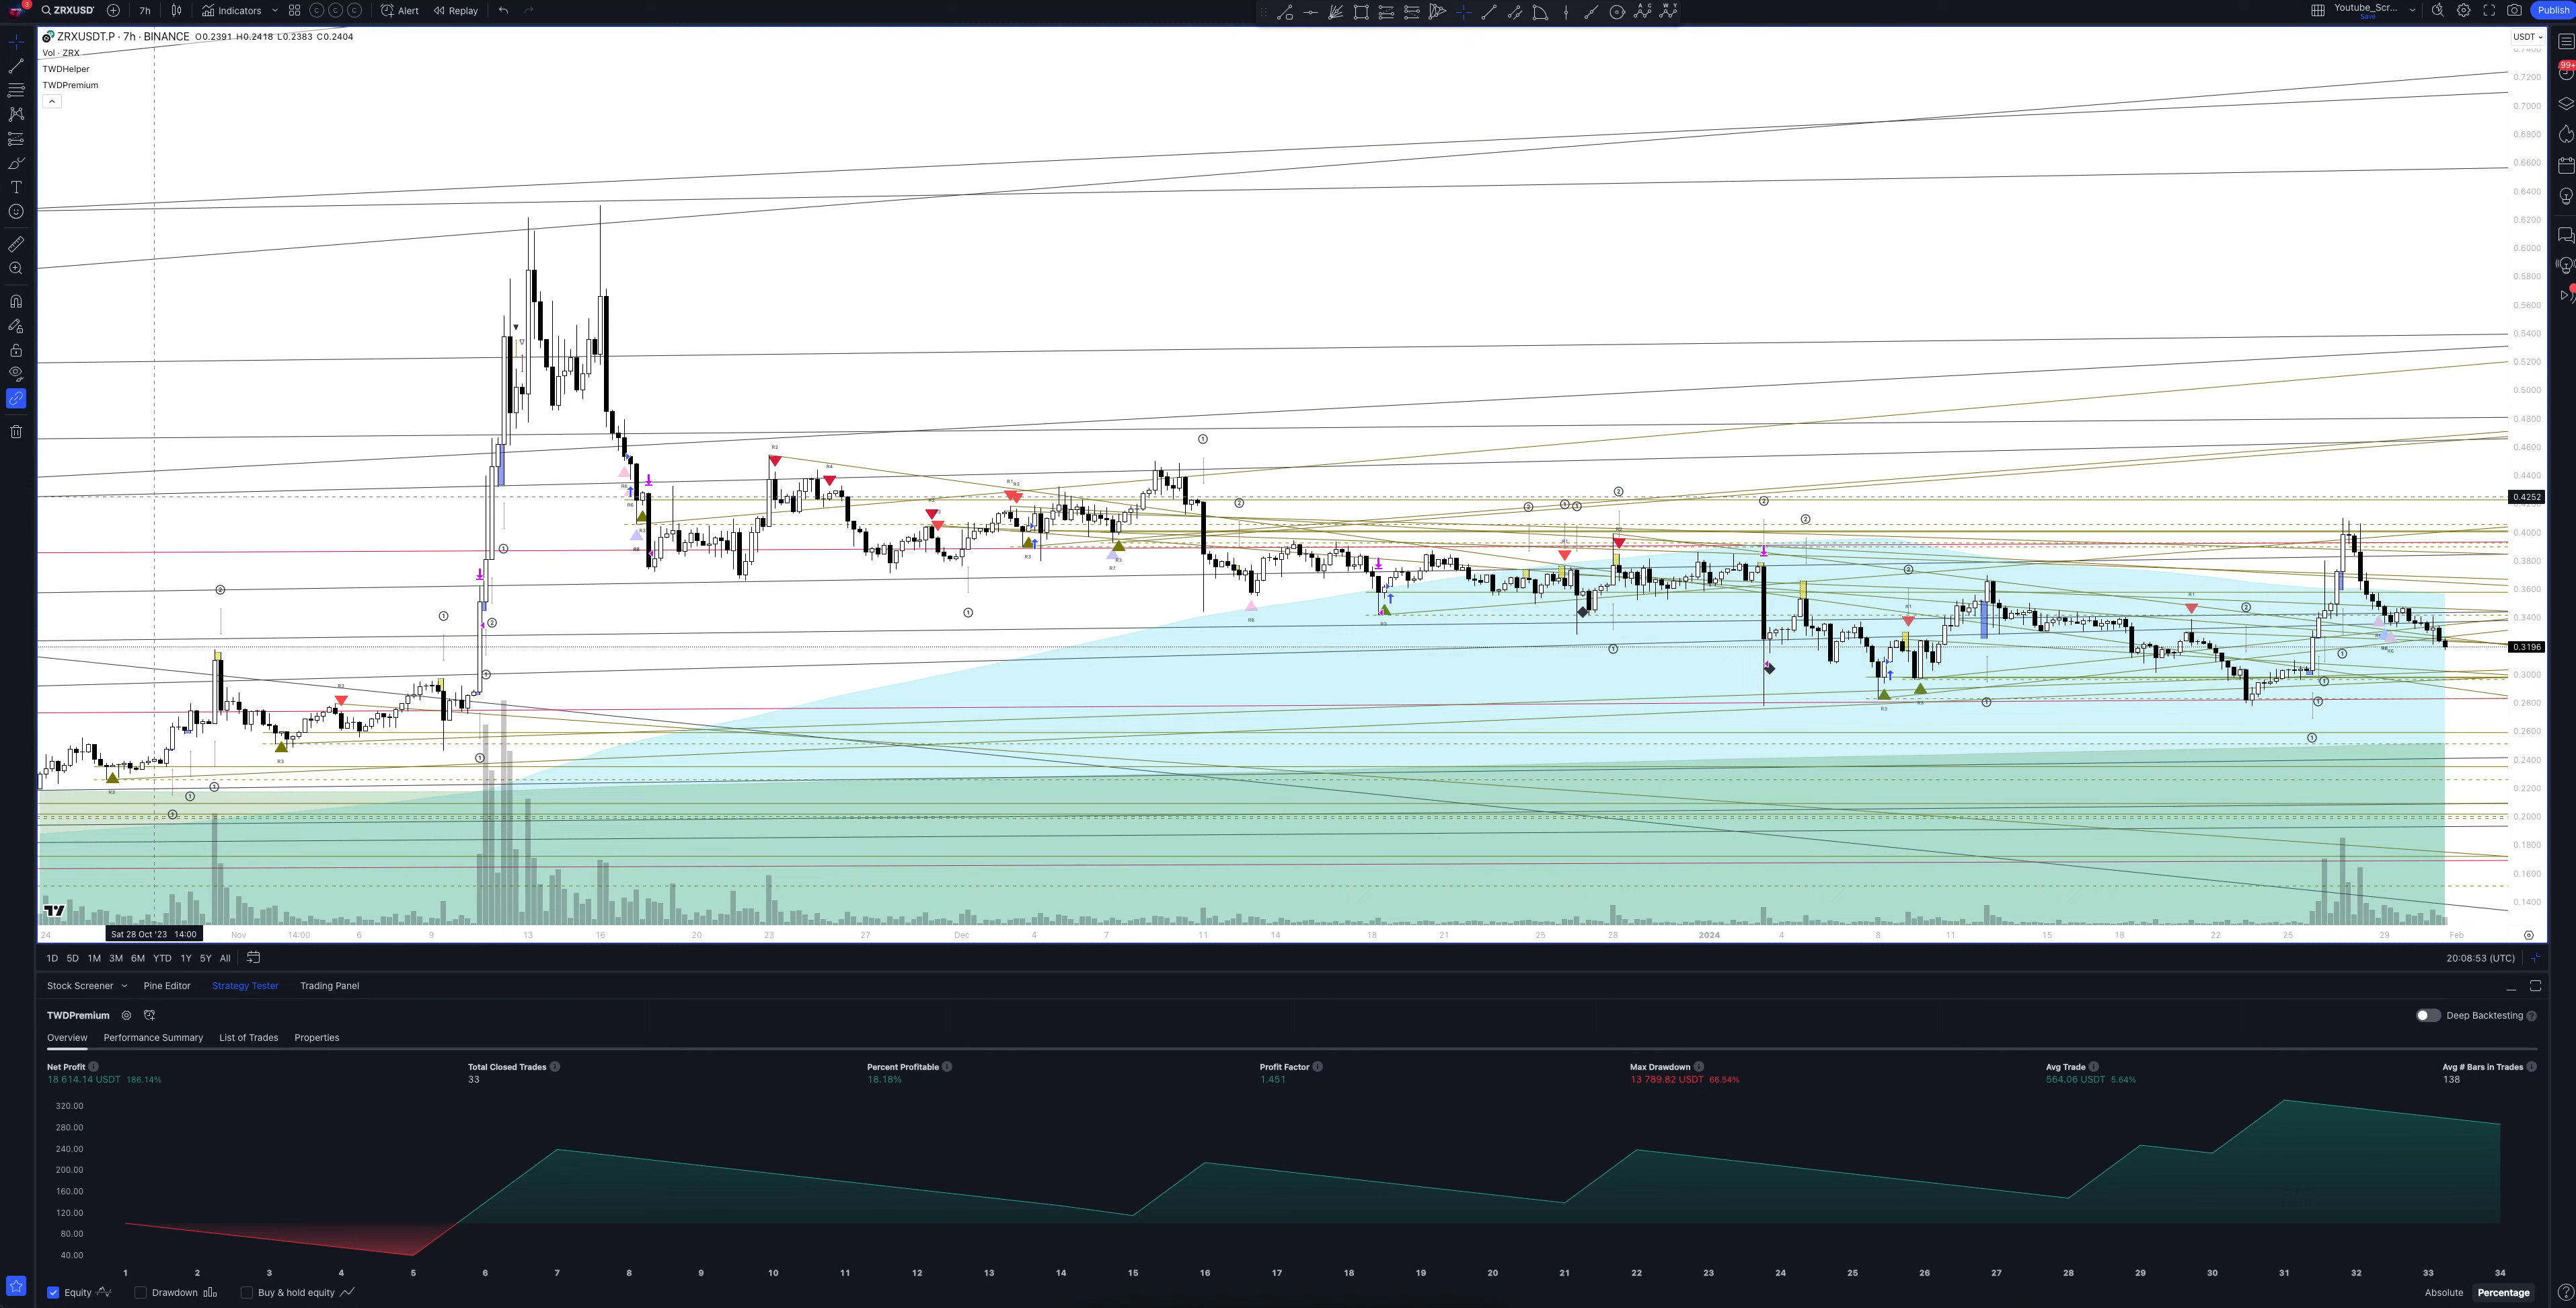 3
ZRXUSD
7h
Indicators
C C C
Alert
Replay
A C
W Y
Youtube_Scr...
Save
Publish
ZRXUSDT.P · 7h · BINANCE O0.2391 H0.2418 L0.2383 C0.2404
Vol · ZRX
TWDHelper
TWDPremium
USDT
99+
0.7200
0.7000
0.6800
0.6600
0.6400
0.6200
0.6000
0.5800
0.5600
0.5400
0.5200
0.5000
0.4800
0.4600
0.4400
0.4252
0.4000
0.3800
0.3600
0.3400
0.3196
0.3000
0.2800
0.2600
0.2400
0.2200
0.2000
0.1800
0.1600
0.1400
24 Sat 28 Oct '23 14:00 Nov 14:00 6 9 13 16 20 23 27 Dec 4 7 11 14 18 21 25 28 2024 4 8 11 15 18 22 25 29 Feb
1D 5D 1M 3M 6M YTD 1Y 5Y All
20:08:53 (UTC)
Stock Screener Pine Editor Strategy Tester Trading Panel
TWDPremium
Deep Backtesting
Overview Performance Summary List of Trades Properties
Net Profit Total Closed Trades Percent Profitable Profit Factor Max Drawdown Avg Trade Avg # Bars in Trades
18 614.14 USDT 186.14% 33 18.18% 1.451 13 789.82 USDT 66.54% 564.06 USDT 5.64% 138
320.00
280.00
240.00
200.00
160.00
120.00
80.00
40.00
1 2 3 4 5 6 7 8 9 10 11 12 13 14 15 16 17 18 19 20 21 22 23 24 25 26 27 28 29 30 31 32 33 34
Equity Drawdown Buy & hold equity
Absolute Percentage